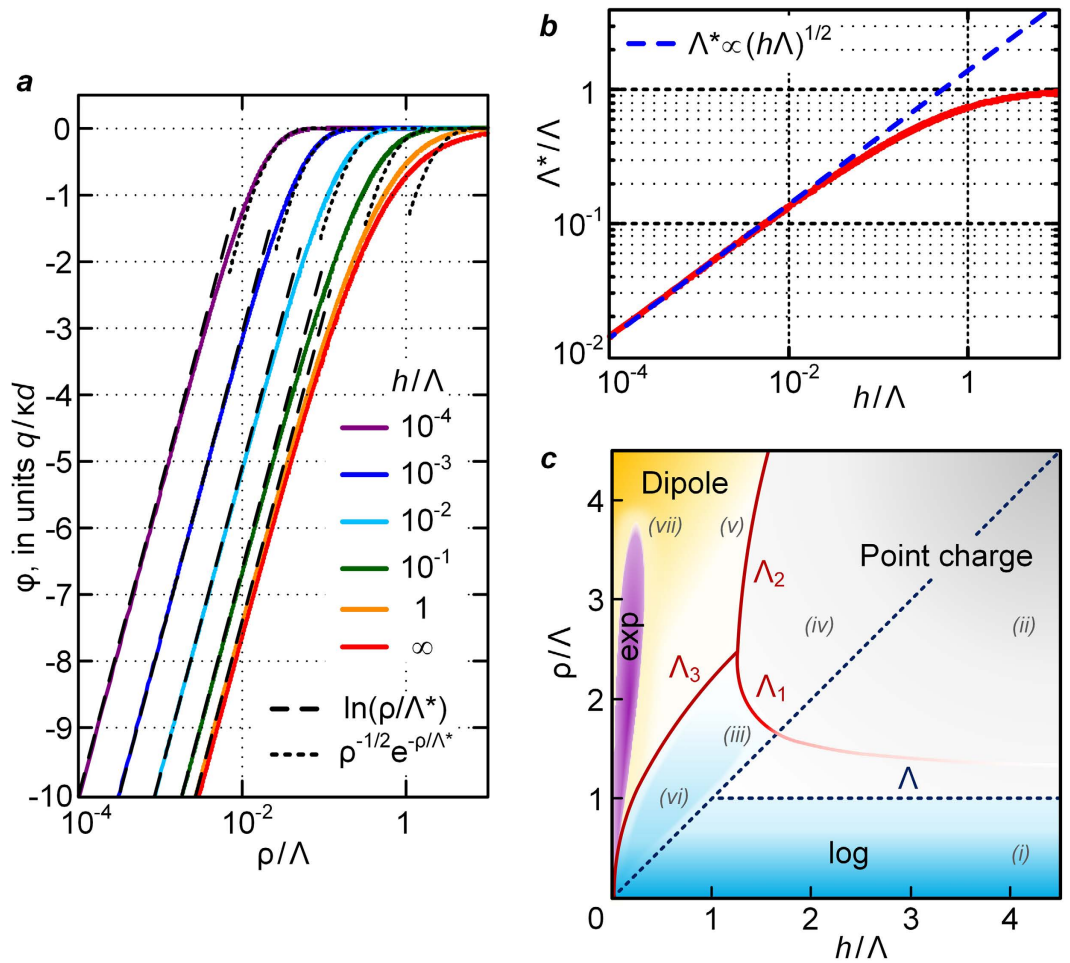 a
0
-1
-2
-3
-4
-5
-6
-7
-8
-9
-10
φ, in units q/κd
10⁻⁴
10⁻²
1
ρ/Λ
h/Λ
10⁻⁴
10⁻³
10⁻²
10⁻¹
1
∞
ln(ρ/Λ*)
ρ⁻¹/²e⁻ρ/Λ*
b
Λ*∝(hΛ)¹/²
Λ*/Λ
1
10⁻¹
10⁻²
10⁻⁴
10⁻²
1
h/Λ
c
ρ/Λ
4
3
2
1
0
1
2
3
4
h/Λ
Dipole
(vii)
(v)
Point charge
Λ₂
exp
(iv)
(ii)
Λ₃
Λ₁
(iii)
Λ
(vi)
log
(i)